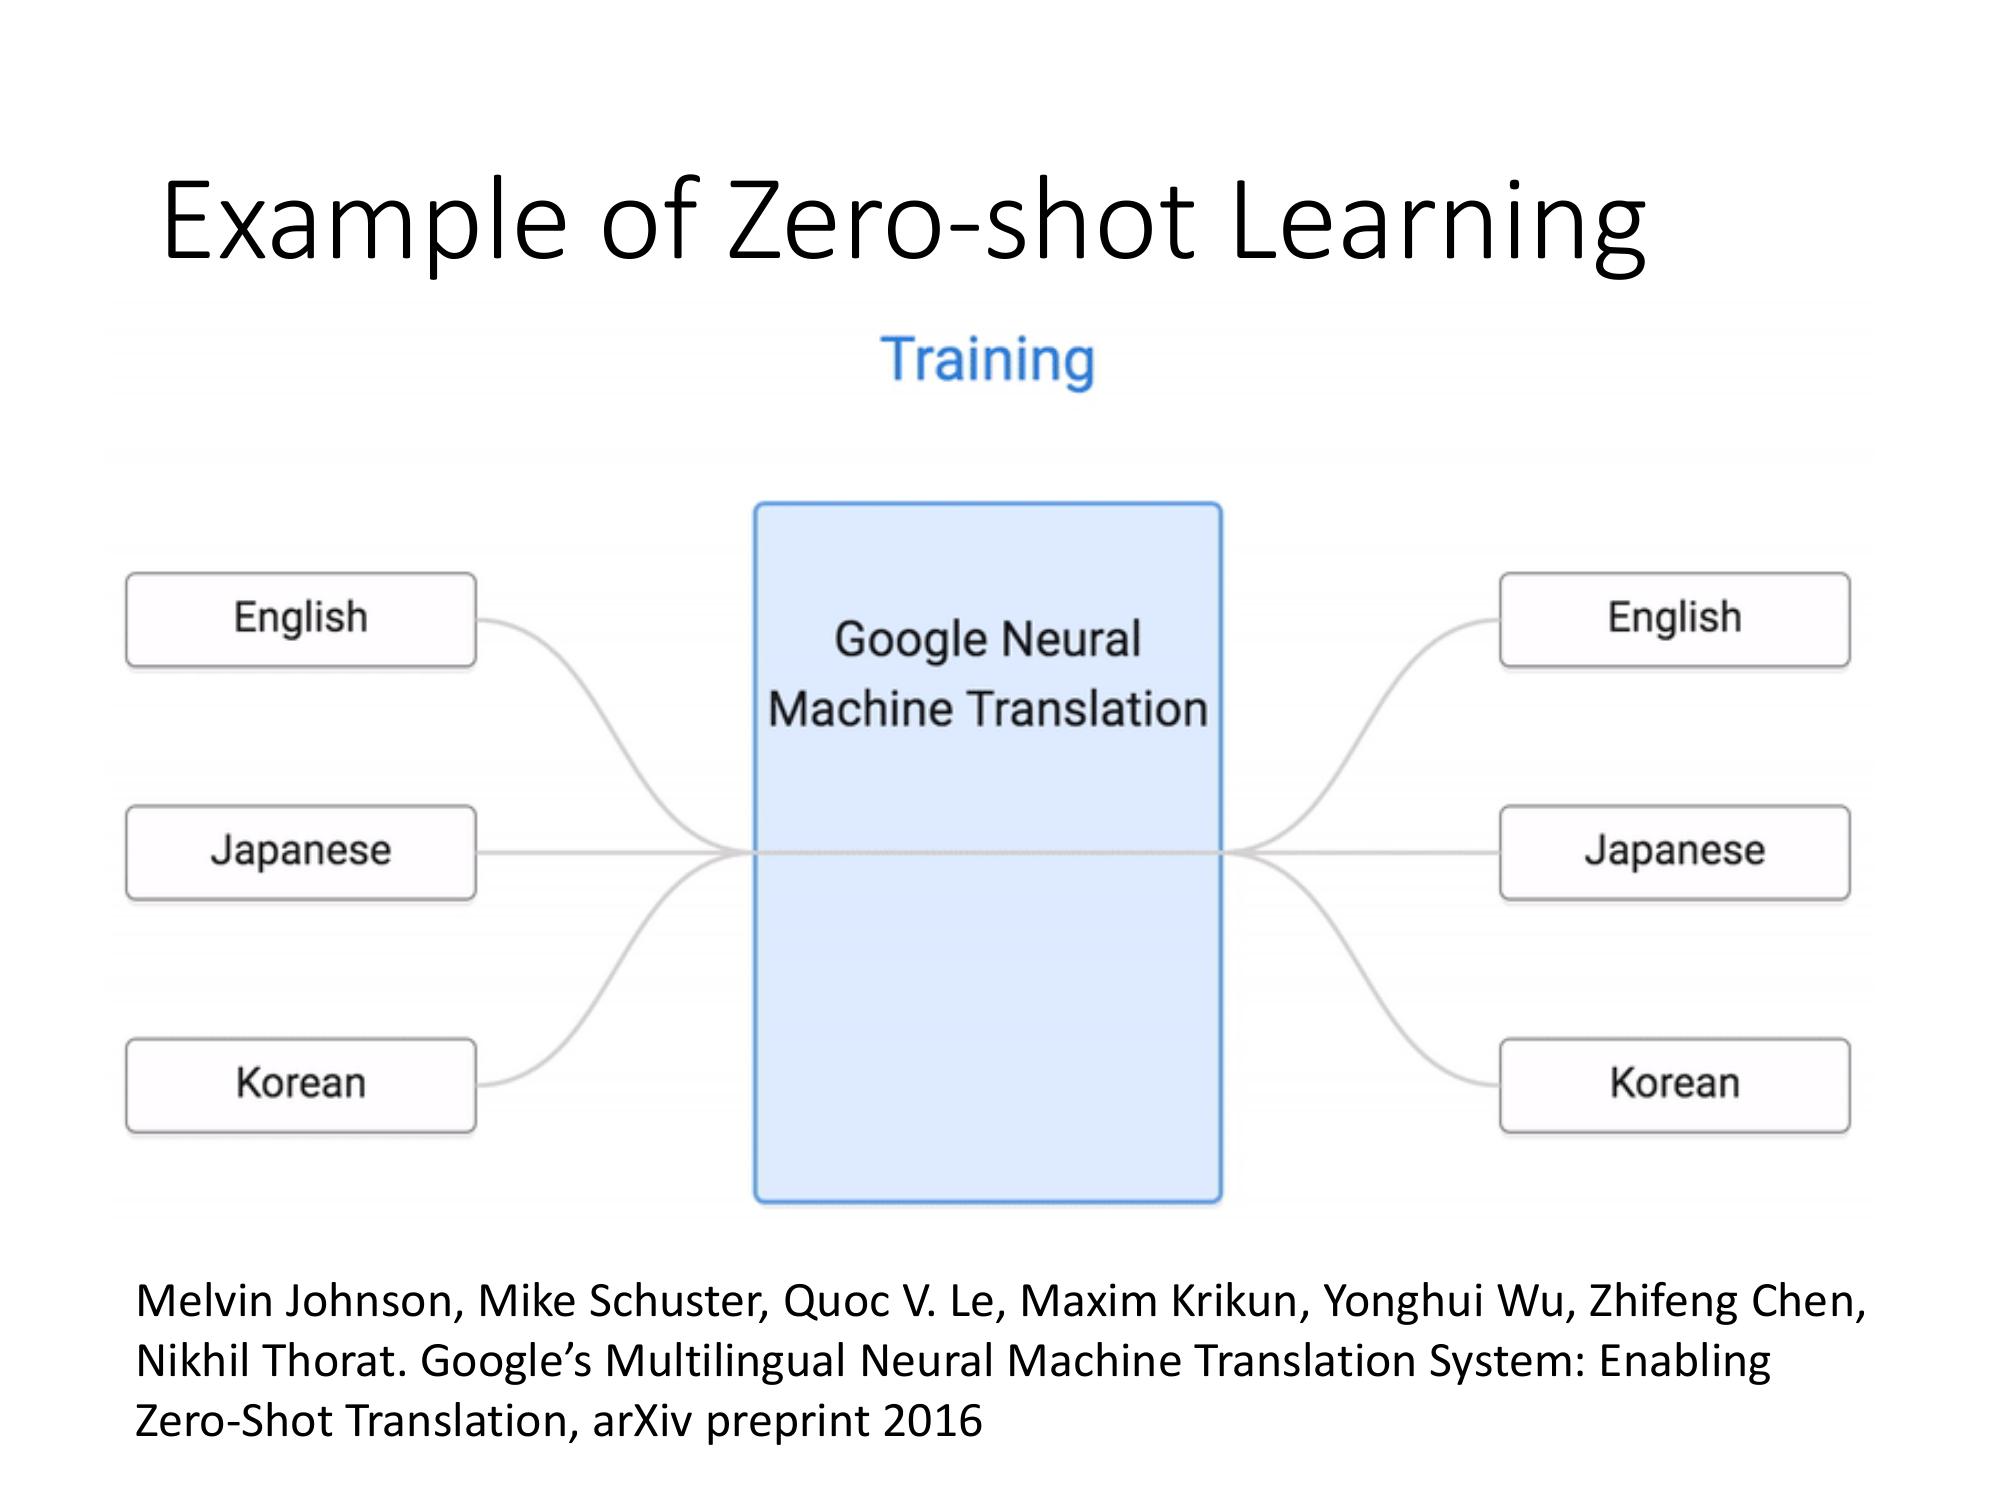 Example of Zero-shot Learning
Training
Google Neural
Machine Translation
English
Japanese
Korean
English
Japanese
Korean
Melvin Johnson, Mike Schuster, Quoc V. Le, Maxim Krikun, Yonghui Wu, Zhifeng Chen,
Nikhil Thorat. Google’s Multilingual Neural Machine Translation System: Enabling
Zero-Shot Translation, arXiv preprint 2016